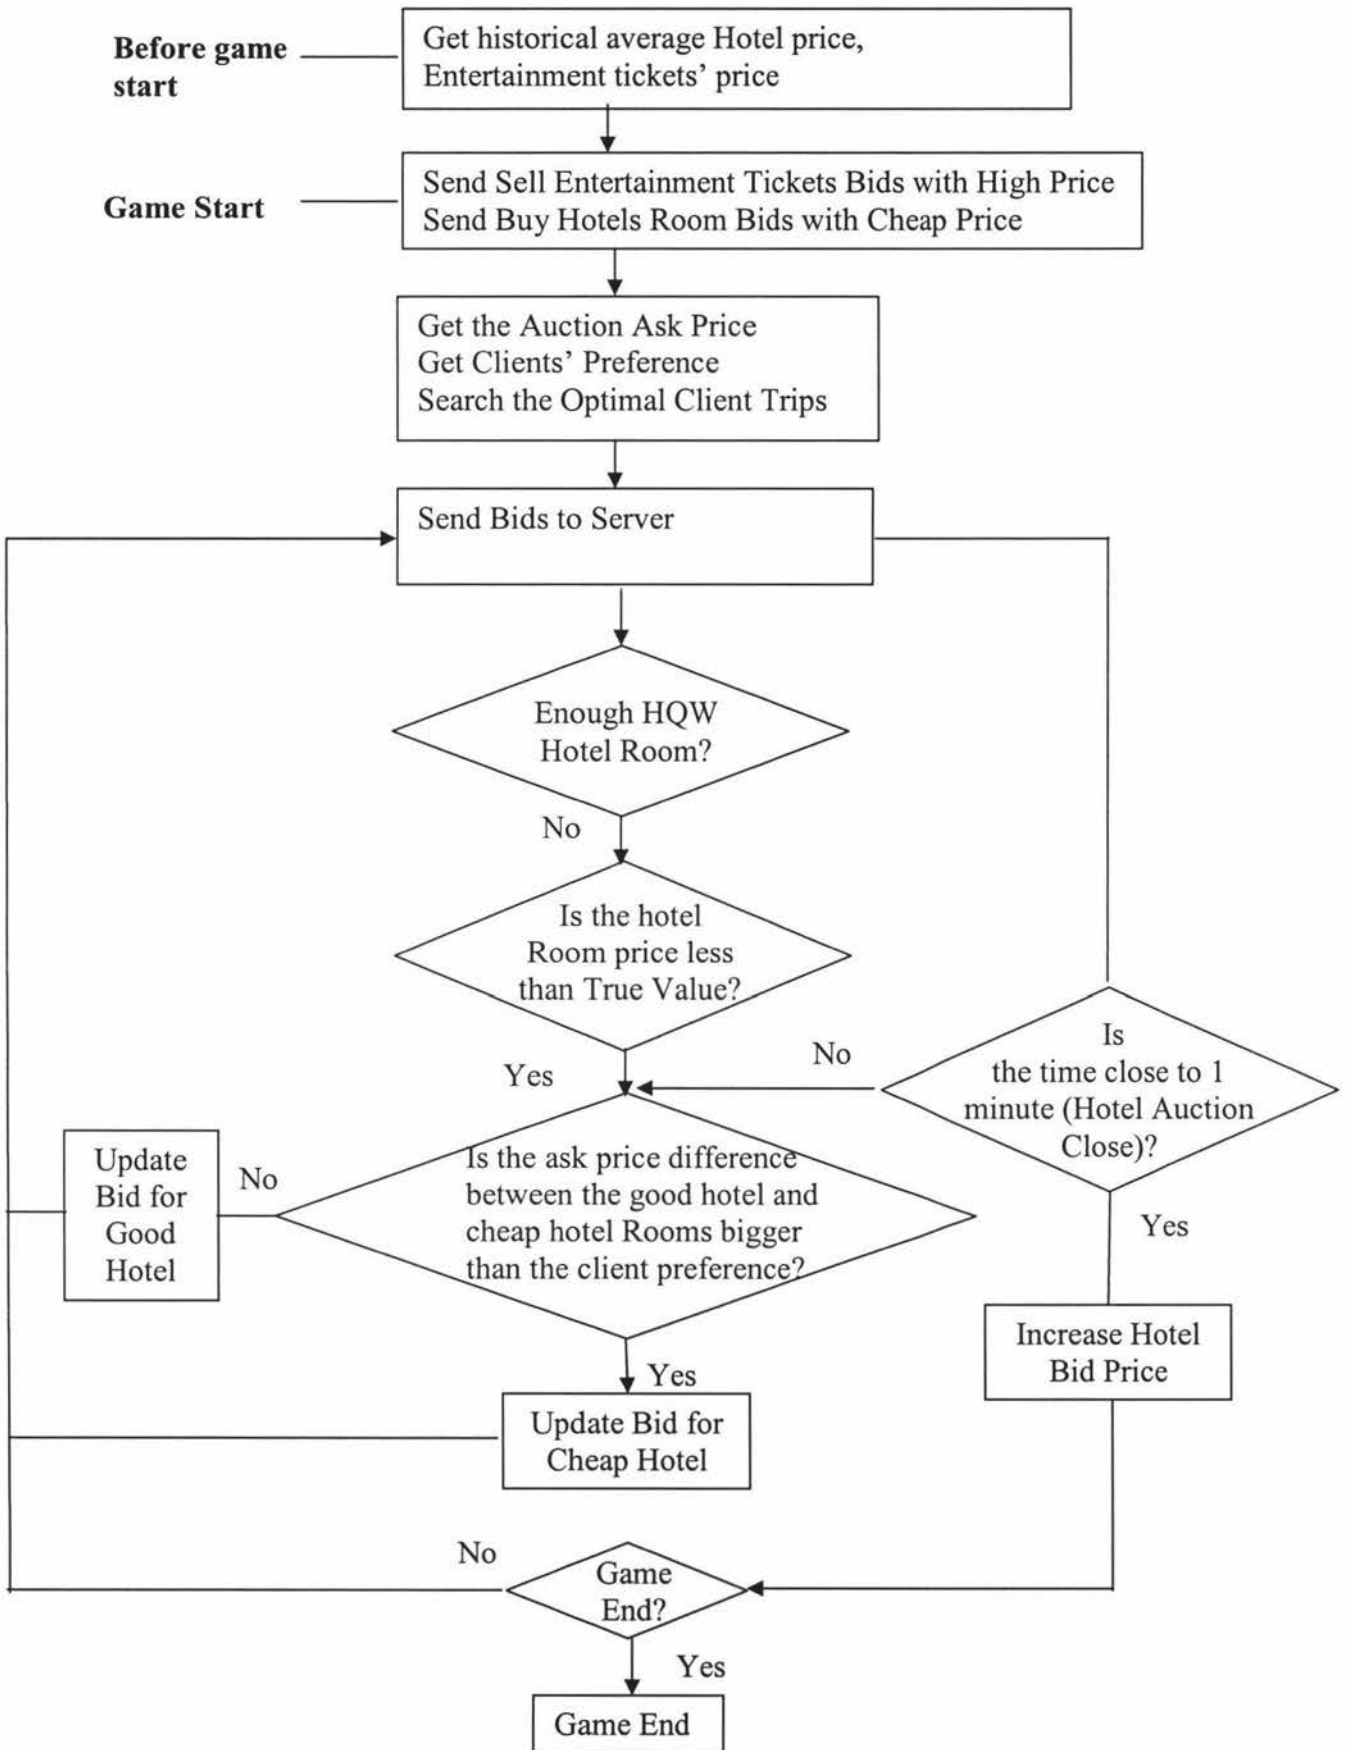 Before game
start
Get historical average Hotel price,
Entertainment tickets' price
Game Start
Send Sell Entertainment Tickets Bids with High Price
Send Buy Hotels Room Bids with Cheap Price
Get the Auction Ask Price
Get Clients' Preference
Search the Optimal Client Trips
Send Bids to Server
Enough HQW
Hotel Room?
No
Is the hotel
Room price less
than True Value?
Yes
No
Is
the time close to 1
minute (Hotel Auction
Close)?
Yes
Is the ask price difference
between the good hotel and
cheap hotel Rooms bigger
than the client preference?
No
Update
Bid for
Good
Hotel
Yes
Update Bid for
Cheap Hotel
Increase Hotel
Bid Price
No
Game
End?
Yes
Game End